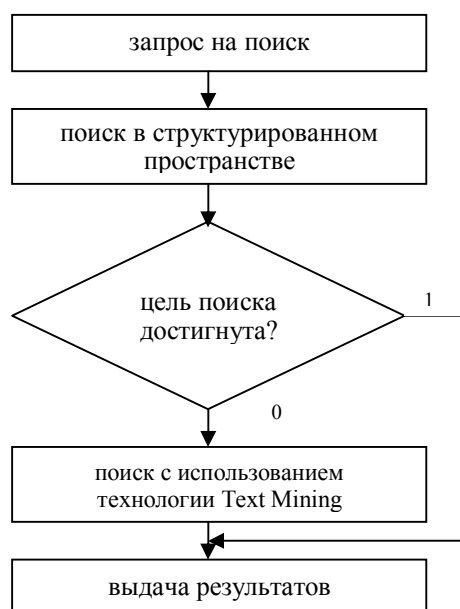 запрос на поиск
поиск в структурированном
пространстве
цель поиска
достигнута?
1
0
поиск с использованием
технологии Text Mining
выдача результатов